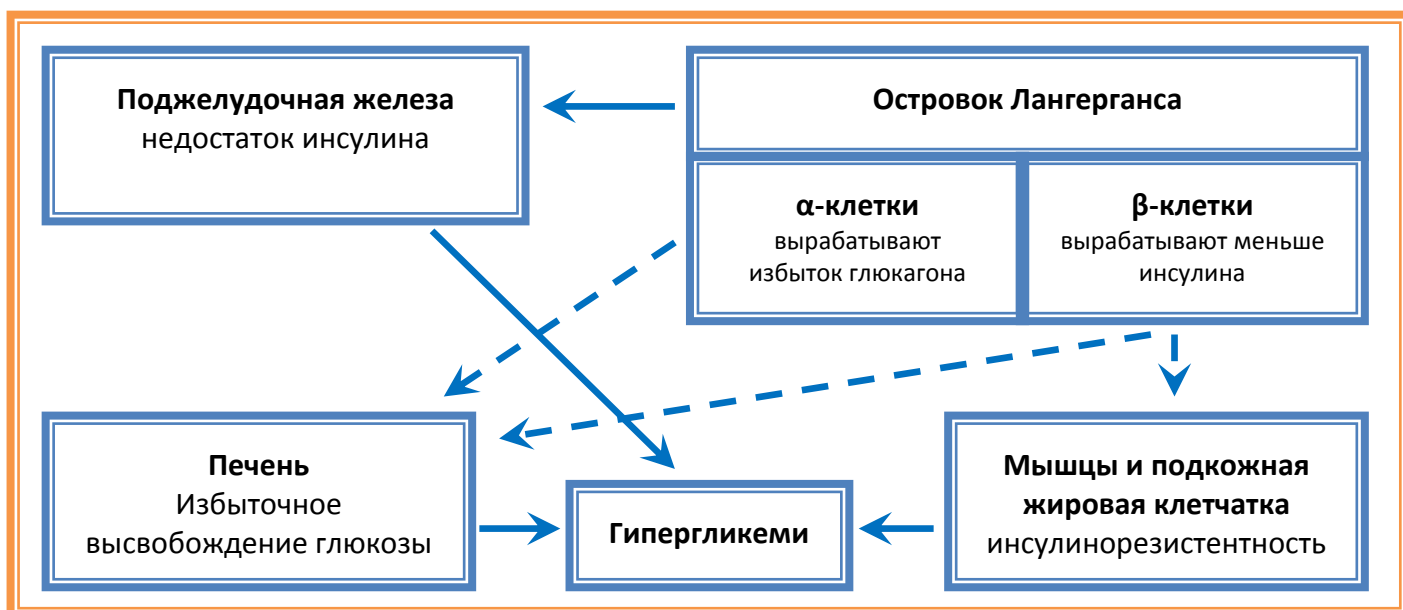 Поджелудочная железа
недостаток инсулина
Островок Лангерганса
α-клетки
вырабатывают
избыток глюкагона
β-клетки
вырабатывают меньше
инсулина
Печень
Избыточное
высвобождение глюкозы
Гипергликеми
Мышцы и подкожная
жировая клетчатка
инсулинорезистентность